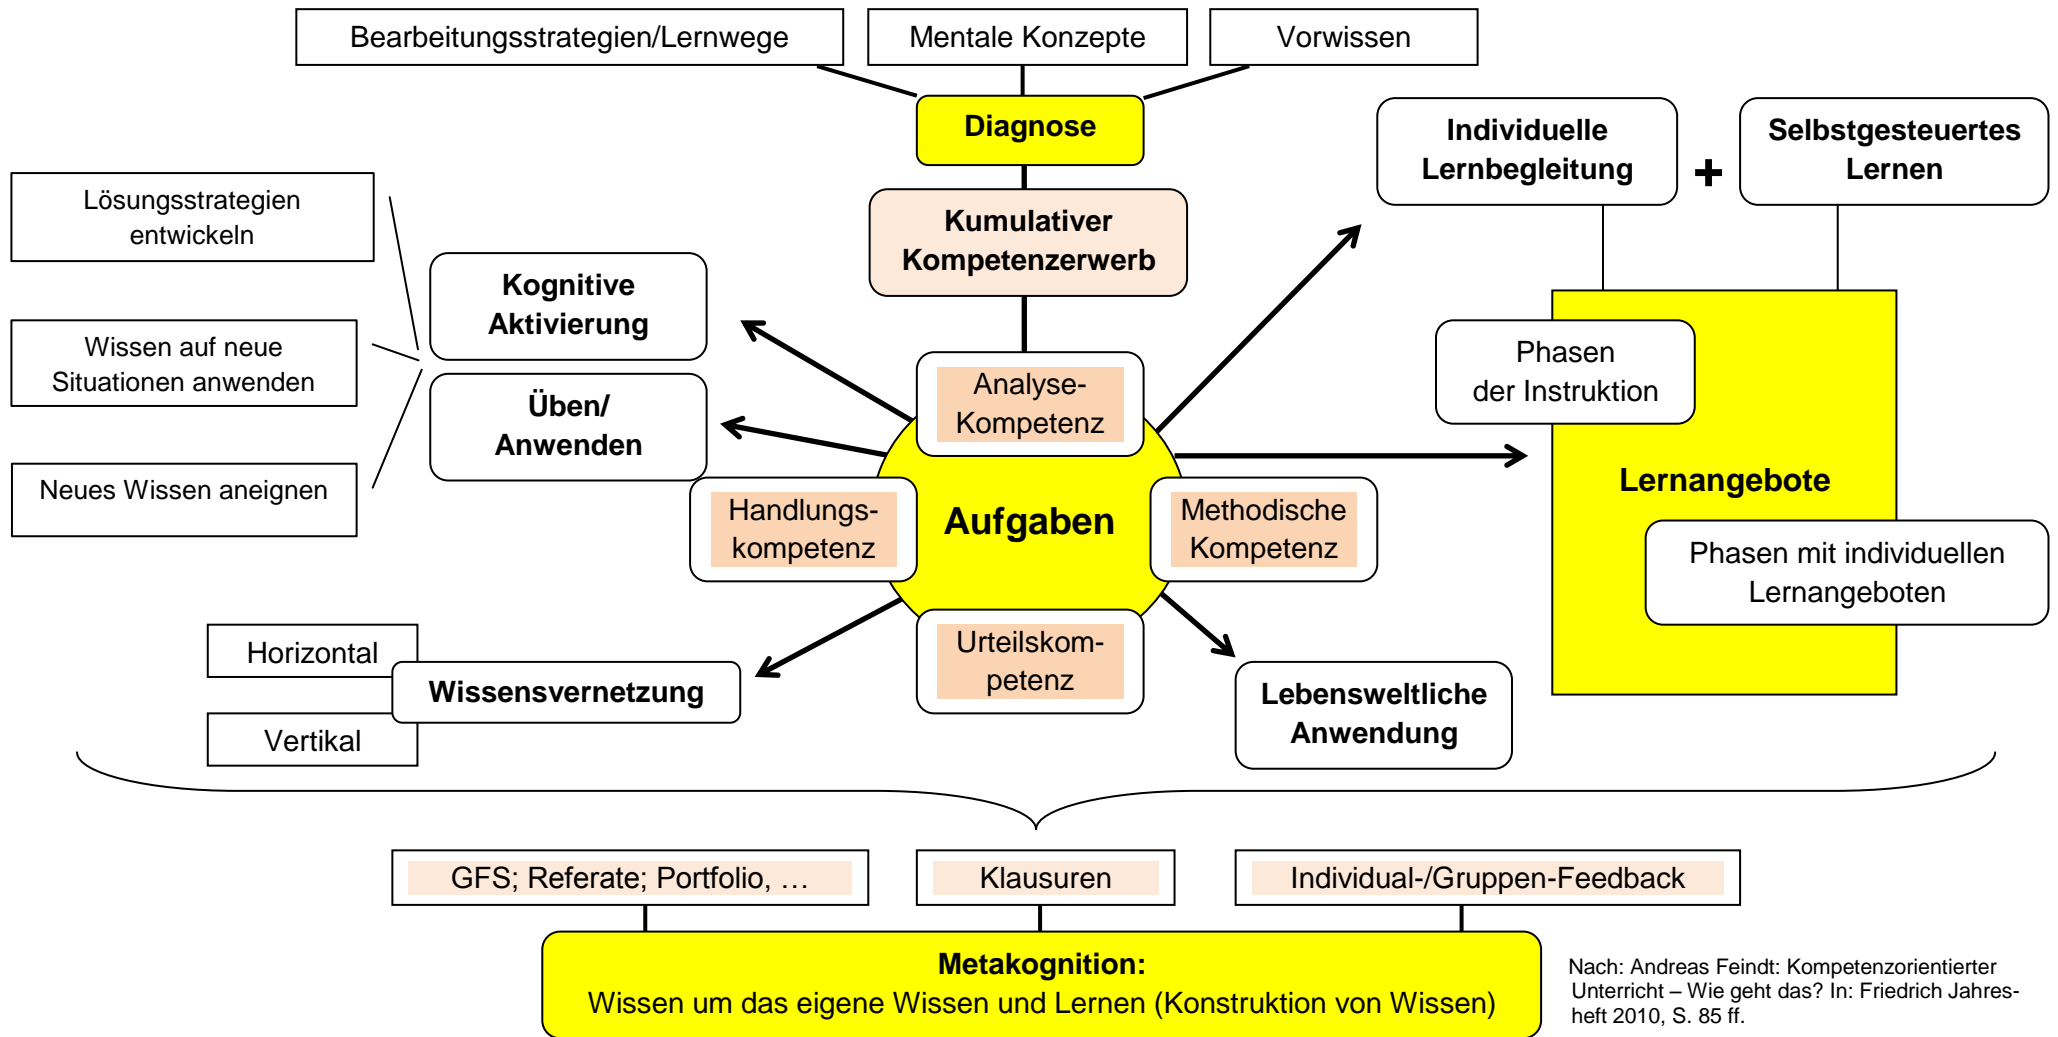 Bearbeitungsstrategien/Lernwege
Mentale Konzepte
Vorwissen
Diagnose
Individuelle
Lernbegleitung
+
Selbstgesteuertes
Lernen
Kumulativer
Kompetenzerwerb
Lösungsstrategien
entwickeln
Wissen auf neue
Situationen anwenden
Neues Wissen aneignen
Kognitive
Aktivierung
Üben/
Anwenden
Analyse-
Kompetenz
Handlungs-
kompetenz
Aufgaben
Methodische
Kompetenz
Urteilskom-
petenz
Phasen
der Instruktion
Lernangebote
Phasen mit individuellen
Lernangeboten
Horizontal
Wissensvernetzung
Vertikal
Lebensweltliche
Anwendung
GFS; Referate; Portfolio, …
Klausuren
Individual-/Gruppen-Feedback
Metakognition:
Wissen um das eigene Wissen und Lernen (Konstruktion von Wissen)
Nach: Andreas Feindt: Kompetenzorientierter
Unterricht – Wie geht das? In: Friedrich Jahres-
heft 2010, S. 85 ff.